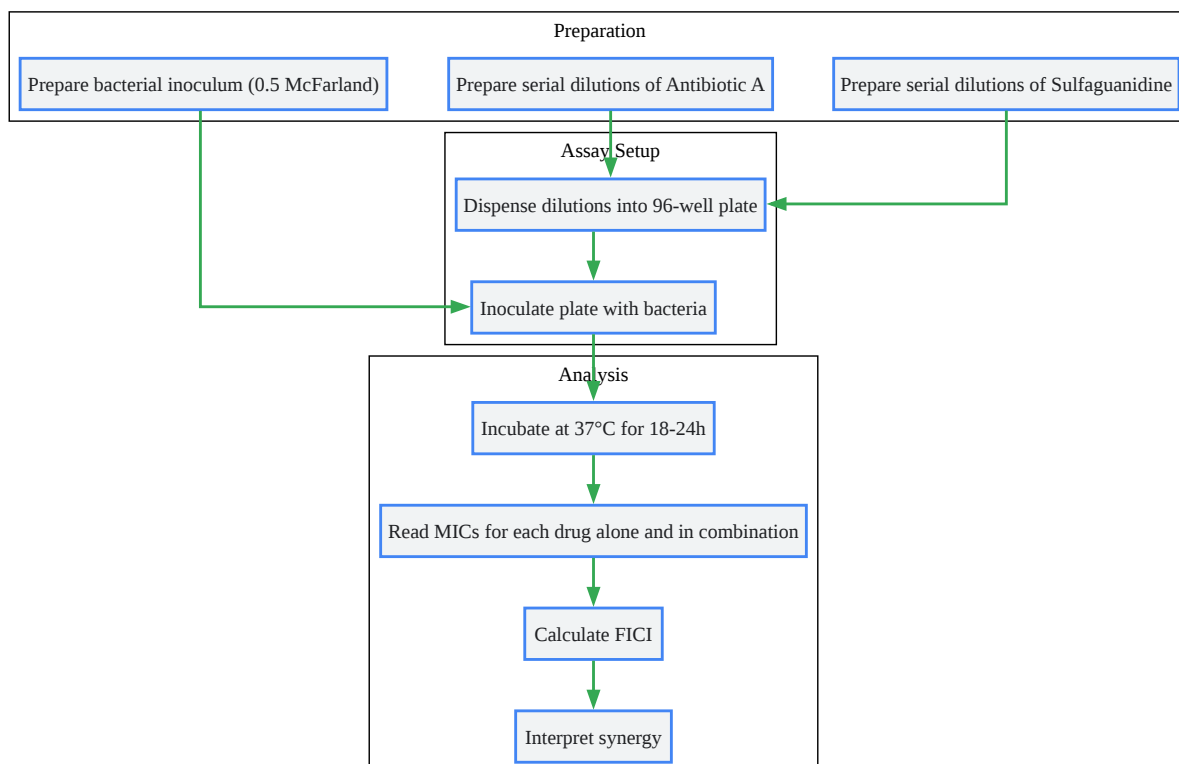 Preparation
Prepare bacterial inoculum (0.5 McFarland)
Prepare serial dilutions of Antibiotic A
Prepare serial dilutions of Sulfaguanidine
Assay Setup
Dispense dilutions into 96-well plate
Inoculate plate with bacteria
Analysis
Incubate at 37°C for 18-24h
Read MICs for each drug alone and in combination
Calculate FICI
Interpret synergy